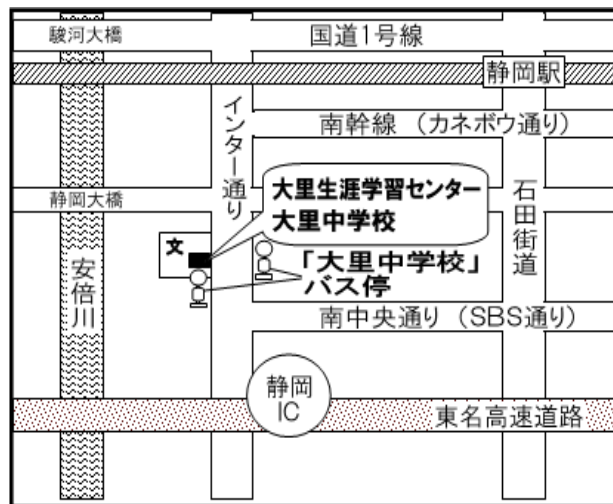 駿河大橋
国道1号線
静岡駅
インター通り
南幹線 (カネボウ通り)
大里生涯学習センター
大里中学校
静岡大橋
石田街道
文
「大里中学校」
バス停
安倍川
南中央通り (SBS通り)
静岡
IC
東名高速道路